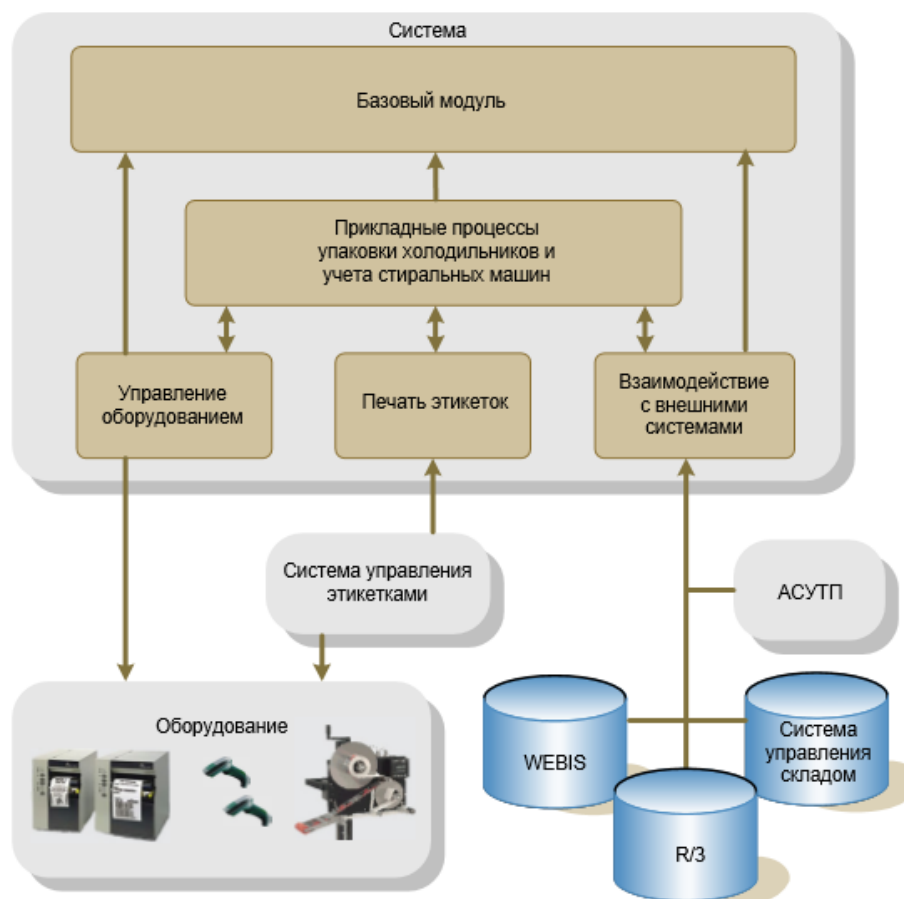 Система
Базовый модуль
Прикладные процессы
упаковки холодильников и
учета стиральных машин
Управление
оборудованием
Печать этикеток
Взаимодействие
с внешними
системами
Система управления
этикетками
АСУТП
Оборудование
WEBIS
Система
управления
складом
R/3